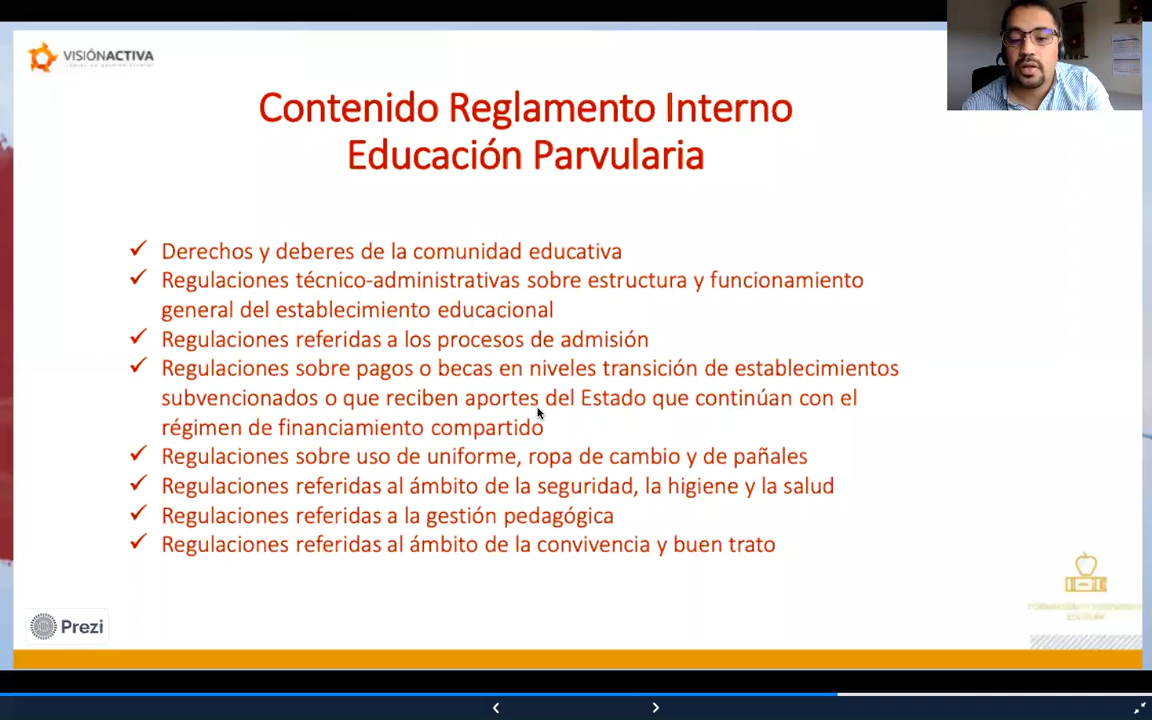 VISIÓNACTIVA
Contenido Reglamento Interno
Educación Parvularia
✓ Derechos y deberes de la comunidad educativa
✓ Regulaciones técnico-administrativas sobre estructura y funcionamiento
general del establecimiento educacional
✓ Regulaciones referidas a los procesos de admisión
✓ Regulaciones sobre pagos o becas en niveles transición de establecimientos
subvencionados o que reciben aportes del Estado que continúan con el
régimen de financiamiento compartido
✓ Regulaciones sobre uso de uniforme, ropa de cambio y de pañales
✓ Regulaciones referidas al ámbito de la seguridad, la higiene y la salud
✓ Regulaciones referidas a la gestión pedagógica
✓ Regulaciones referidas al ámbito de la convivencia y buen trato
Prezi